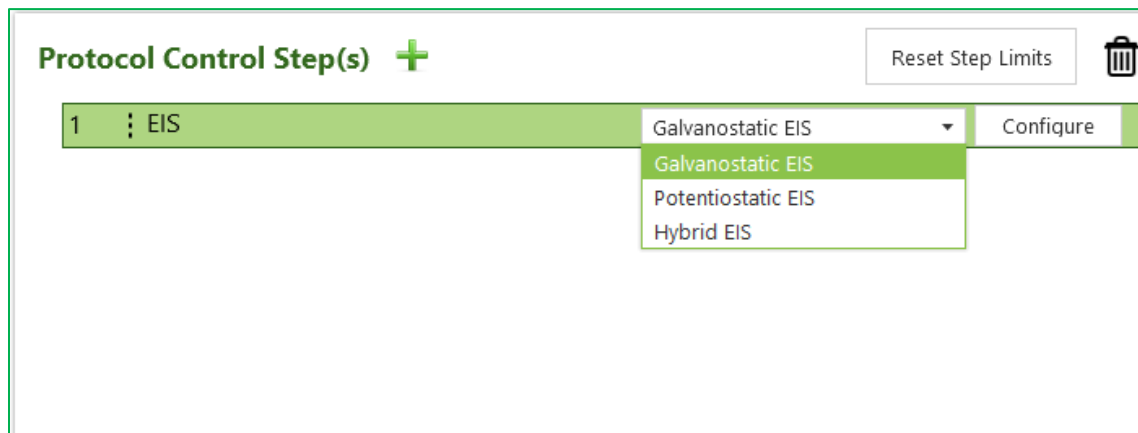 Protocol Control Step(s)
Reset Step Limits
1 EIS
Galvanostatic EIS
Configure
Galvanostatic EIS
Potentiostatic EIS
Hybrid EIS